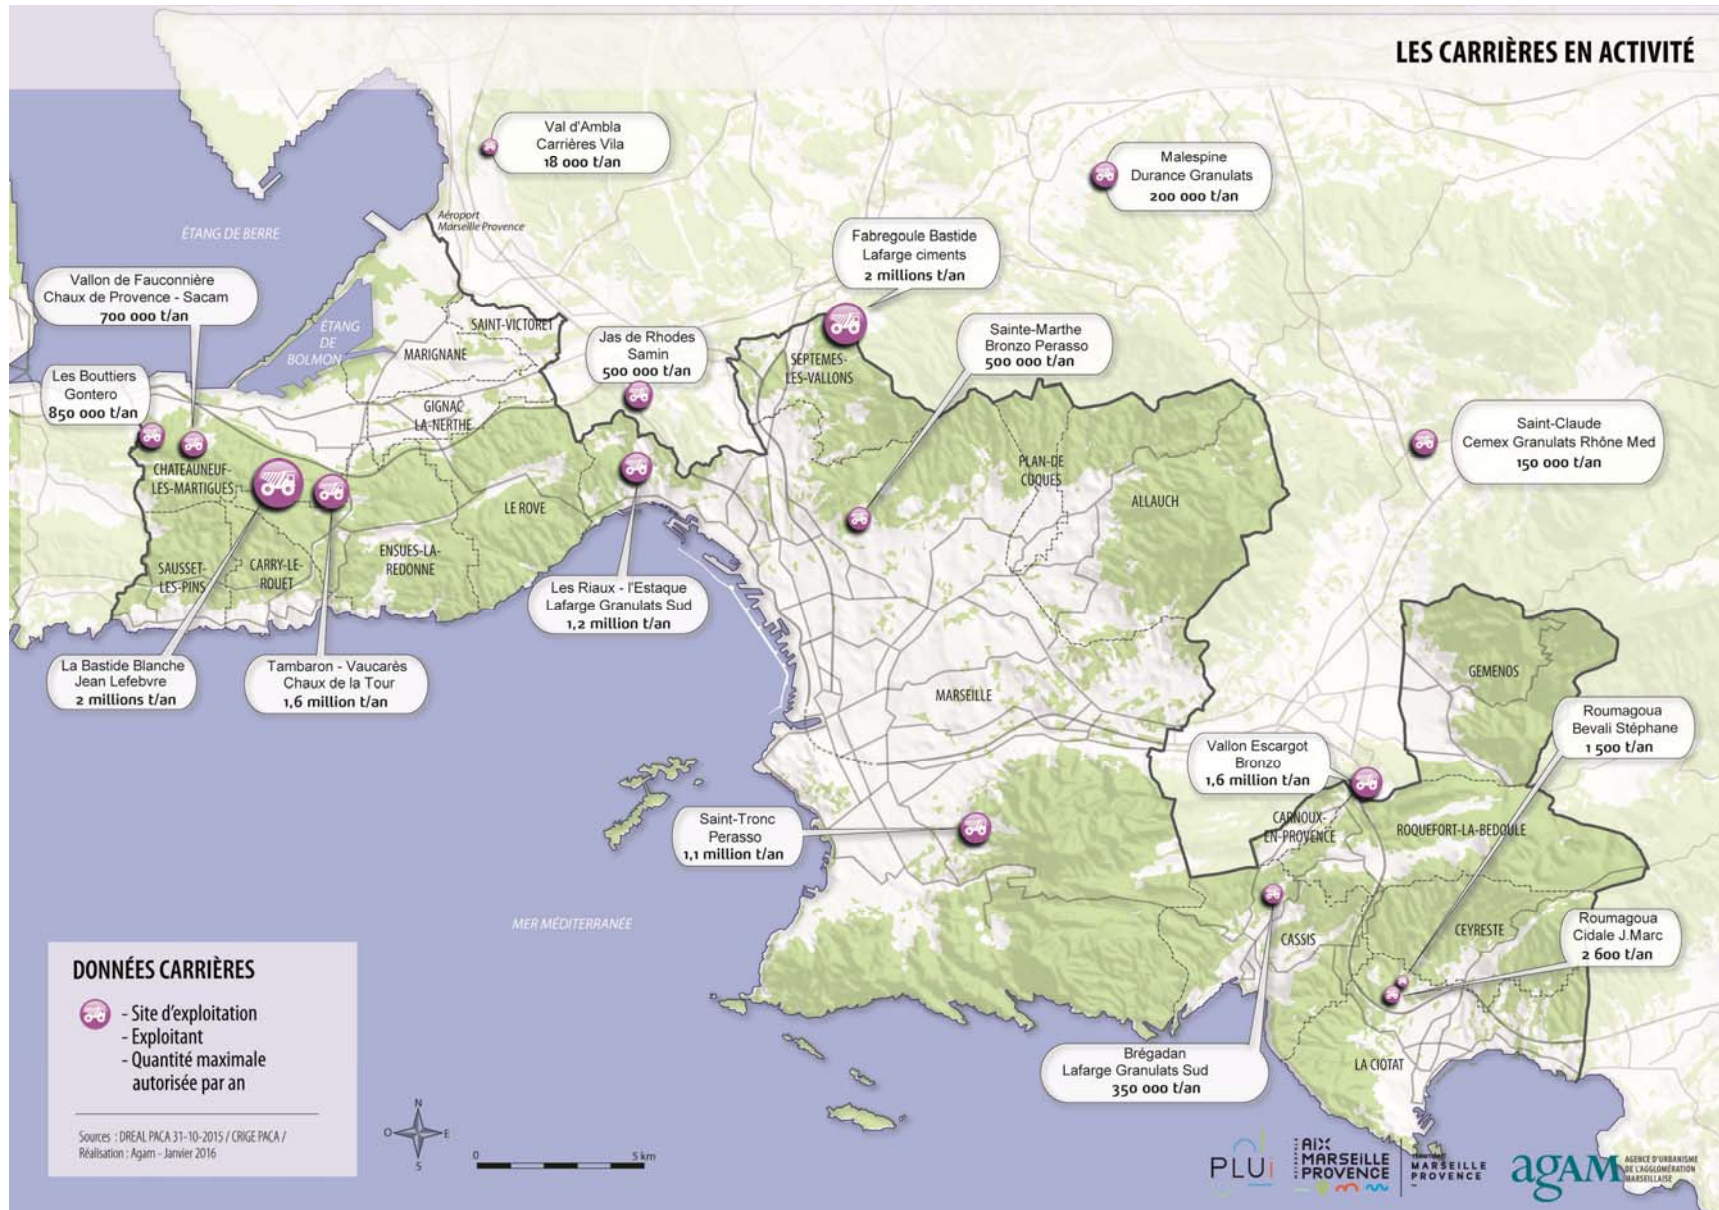 LES CARRIÈRES EN ACTIVITÉ
Val d'Ambla
Carrières Vila
18 000 t/an
Malespine
Durance Granulats
200 000 t/an
Aéroport
Marseille Provence
ÉTANG DE BERRE
Fabregoule Bastide
Lafarge ciments
2 millions t/an
Vallon de Fauconnière
Chaux de Provence - Sacam
700 000 t/an
ÉTANG
DE
BOLMON
SAINT-VICTORET
MARIGNANE
Jas de Rhodes
Samin
500 000 t/an
SEPTEMES-
LES-VALLONS
Sainte-Marthe
Bronzo Perasso
500 000 t/an
Les Bouttiers
Gontero
850 000 t/an
GIGNAC
LA-NERTHE
Saint-Claude
Cemex Granulats Rhône Med
150 000 t/an
CHATEAUNEUF-
LES-MARTIGUES
PLAN-DE
CUQUES
ALLAUCH
LE ROVE
ENSUES-LA-
REDONNE
SAUSSET-
LES-PINS
CARRY-LE-
ROUET
Les Riaux - l'Estaque
Lafarge Granulats Sud
1,2 million t/an
La Bastide Blanche
Jean Lefebvre
2 millions t/an
Tambaron - Vaucarès
Chaux de la Tour
1,6 million t/an
MARSEILLE
GEMENOS
Roumagoua
Bevali Stéphane
1 500 t/an
Vallon Escargot
Bronzo
1,6 million t/an
Saint-Tronc
Perasso
1,1 million t/an
CARNOUX-
EN-PROVENCE
ROQUEFORT-LA-BEDOULE
MER MÉDITERRANÉE
CASSIS
CEYRESTE
Roumagoua
Cidale J.Marc
2 600 t/an
Brégadan
Lafarge Granulats Sud
350 000 t/an
LA CIOTAT
DONNÉES CARRIÈRES
- Site d'exploitation
- Exploitant
- Quantité maximale
autorisée par an
Sources : DREAL PACA 31-10-2015 / CRIGE PACA /
Réalisation : Agam - Janvier 2016
N
O
E
S
0
5 km
PLUi
AIX
MARSEILLE
PROVENCE
MARSEILLE
PROVENCE
agAM
AGENCE D'URBANISME
DE L'AGGLOMÉRATION
MARSEILLAISE